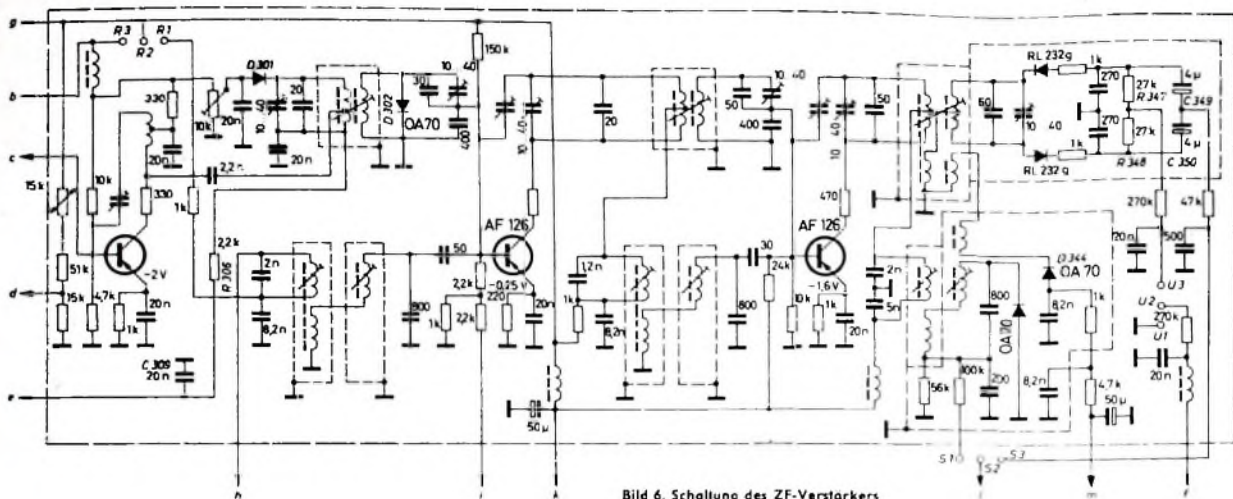 g
R3 R1
R2
b
c
d
e
330
10k
20n
D301
10 40
20
20n
20n
2,2n
15k
10k
330
1k
2,2k
R306
-2V
51k
15k
4,7k
1k
20n
C309
20n
2n
8,2n
D302
OA70
30
10 40
400
150k
50
800
1k
2,2k
2,2k
AF 126
-0,25 V
220
20n
50µ
10 40
20
50
10 40
400
1,2n
1k
8,2n
800
30
24k
10k
AF 126
-1,6V
1k
20n
470
10 40
50
2n
5n
60
10 40
RL 232g
1k
270
270
27k
R347
27k
R348
4µ
C349
4µ
C350
RL 232g
1k
270k
47k
20n
500
U3
U2
U1
270k
20n
D344
OA 70
800
OA70
8,2n
1k
8,2n
4,7k
50µ
56k
100k
200
S1
S2
S3
h
i
k
l
m
f
Bild 6. Schaltung des ZF-Verstärkers